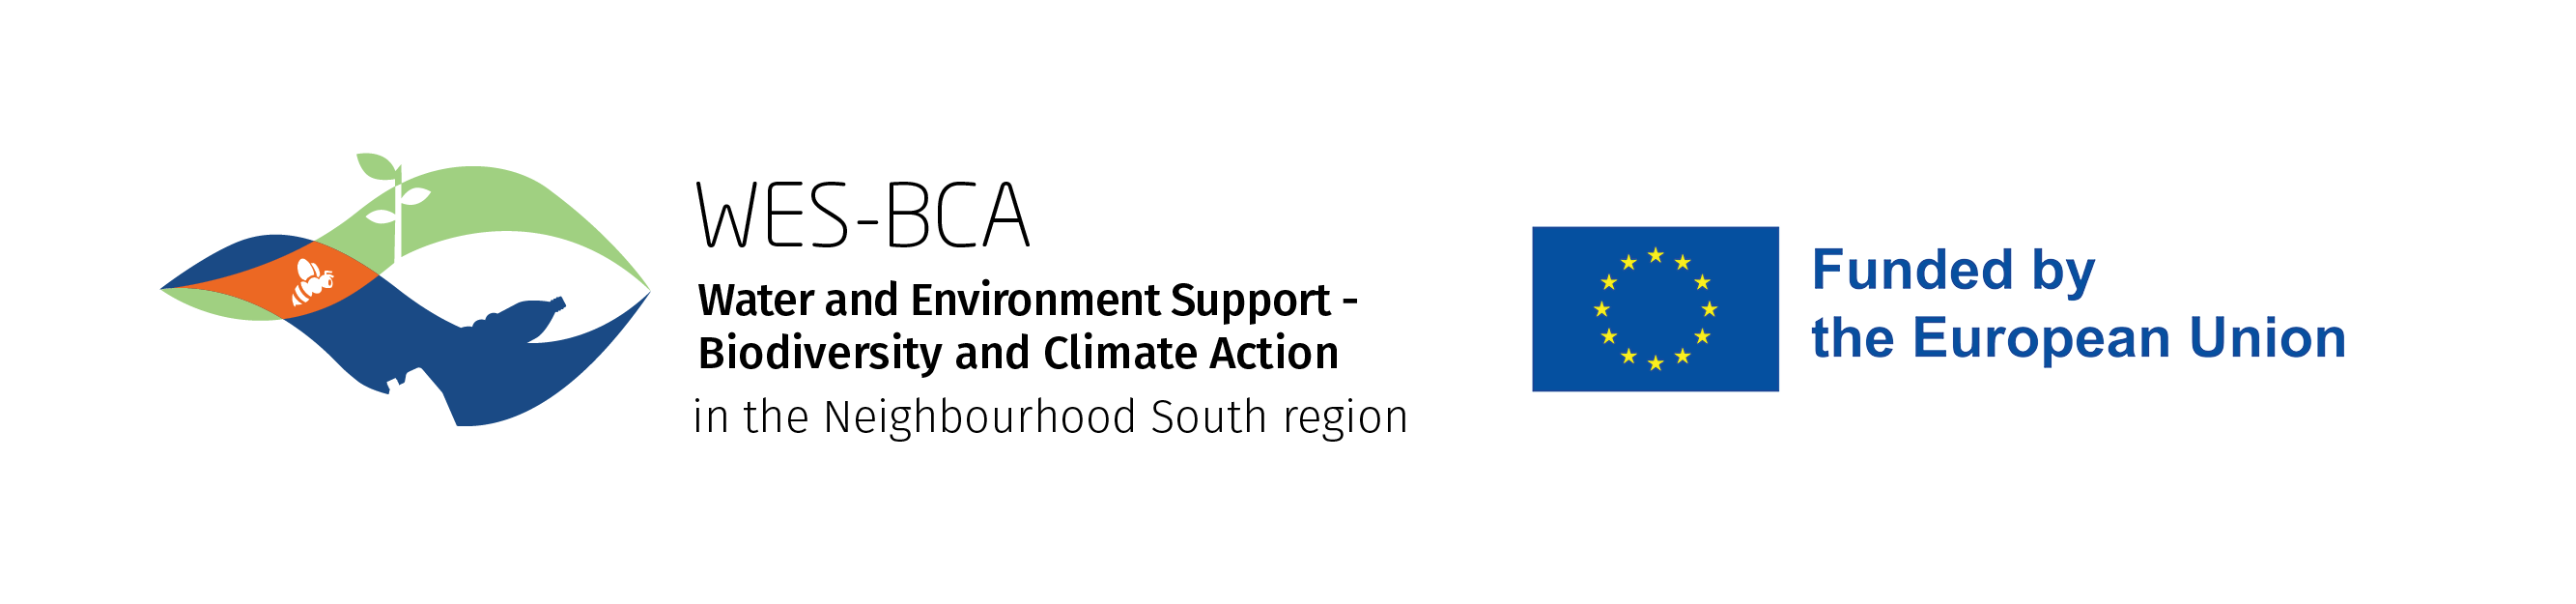 WES-BCA
Water and Environment Support -
Biodiversity and Climate Action
in the Neighbourhood South region
Funded by
the European Union